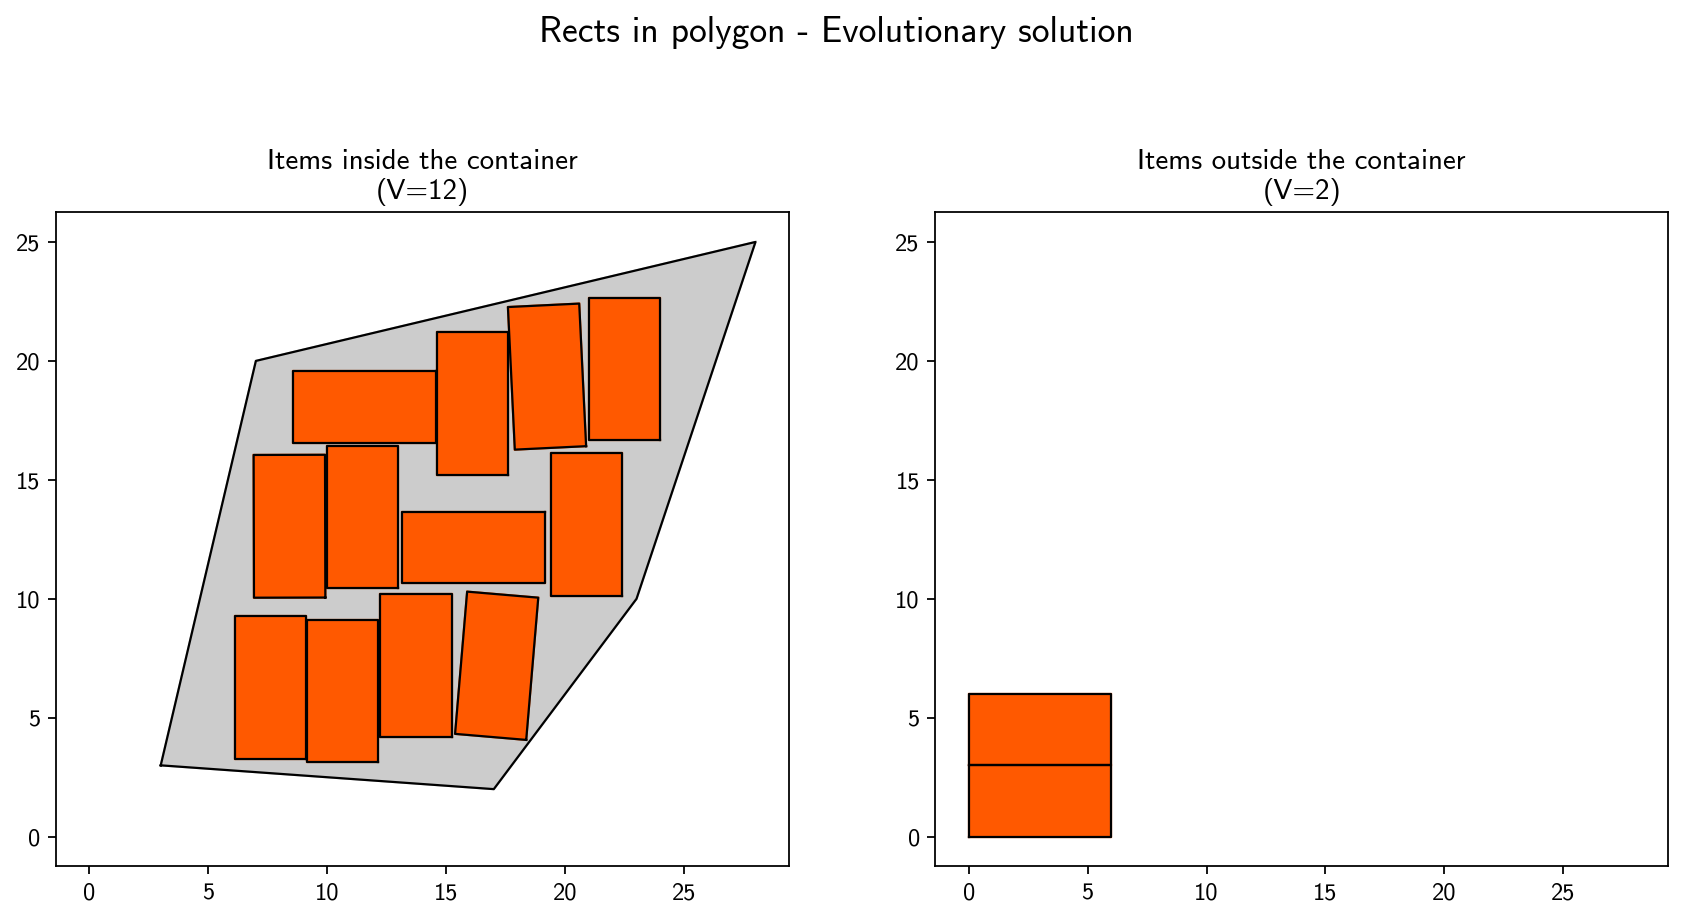 Rects in polygon - Evolutionary solution
Items inside the container
(V=12)
25
20
15
10
5
0
0 5 10 15 20 25
Items outside the container
(V=2)
25
20
15
10
5
0
0 5 10 15 20 25